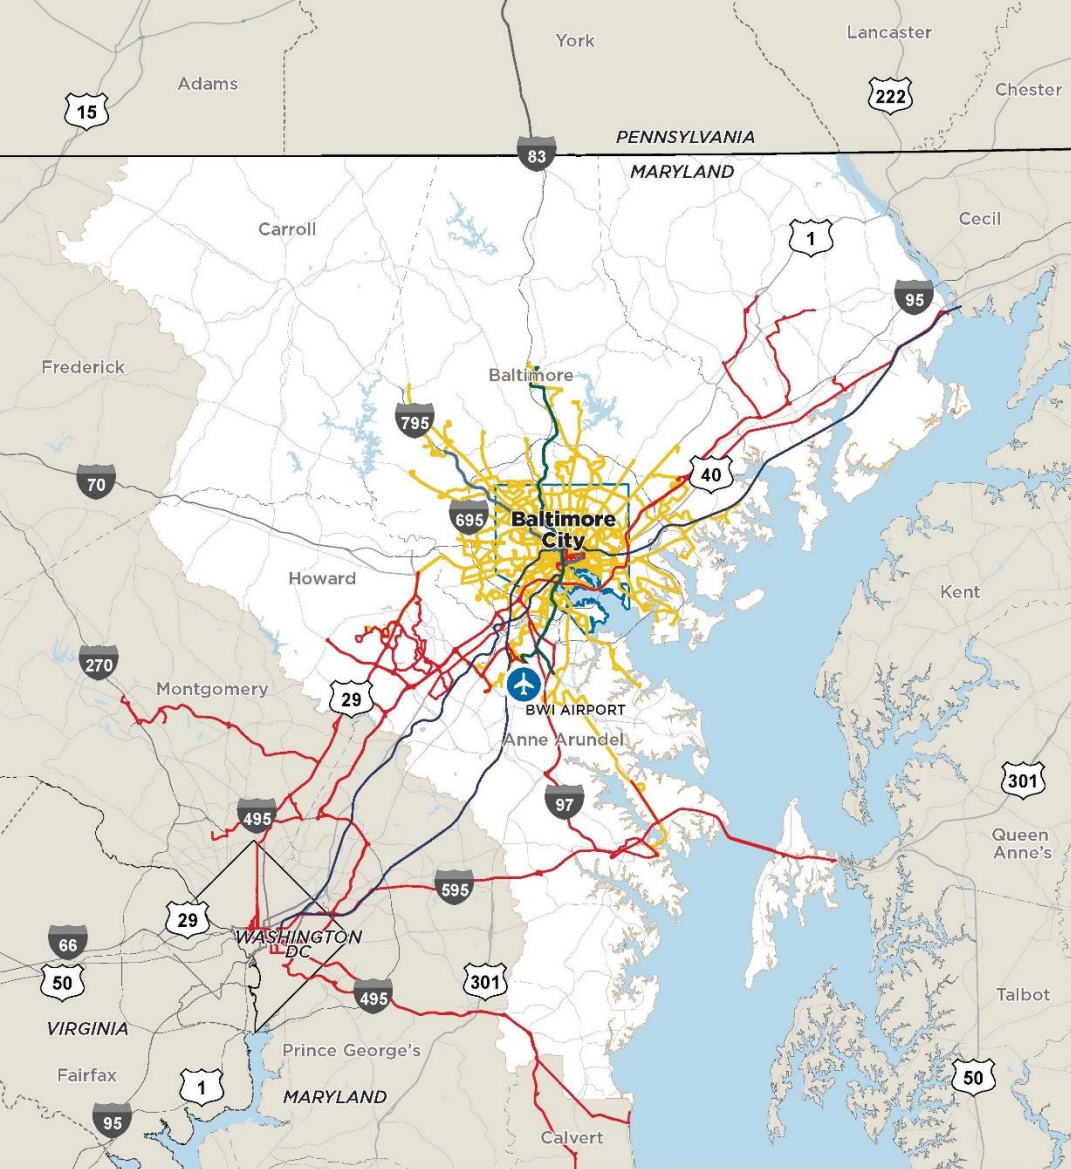 York
Lancaster
Adams
15
222
Chester
PENNSYLVANIA
83
MARYLAND
Carroll
Cecil
1
95
Frederick
Baltimore
795
40
70
695
Baltimore
City
Howard
Kent
270
Montgomery
29
BWI AIRPORT
Anne Arundel
301
97
495
Queen
Anne's
595
29
WASHINGTON
DC
66
50
495
301
Talbot
VIRGINIA
Prince George's
Fairfax
1
MARYLAND
50
95
Calvert